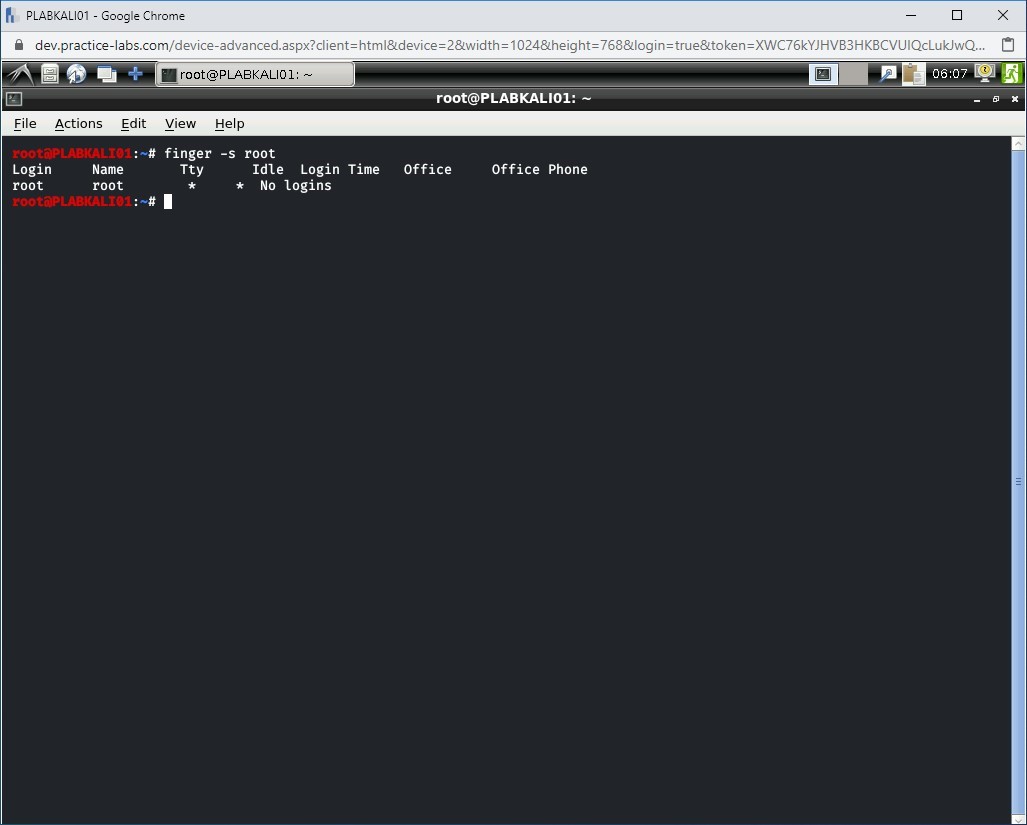 PLABKALI01 - Google Chrome
dev.practice-labs.com/device-advanced.aspx?client=html&device=2&width=1024&height=768&login=true&token=XWC76kYJHVB3HKBCVUIQcLukJwQ...
root@PLABKALI01: ~ 06:07
root@PLABKALI01: ~
File Actions Edit View Help
root@PLABKALI01:~# finger -s root
Login Name Tty Idle Login Time Office Office Phone
root root * * No logins
root@PLABKALI01:~#